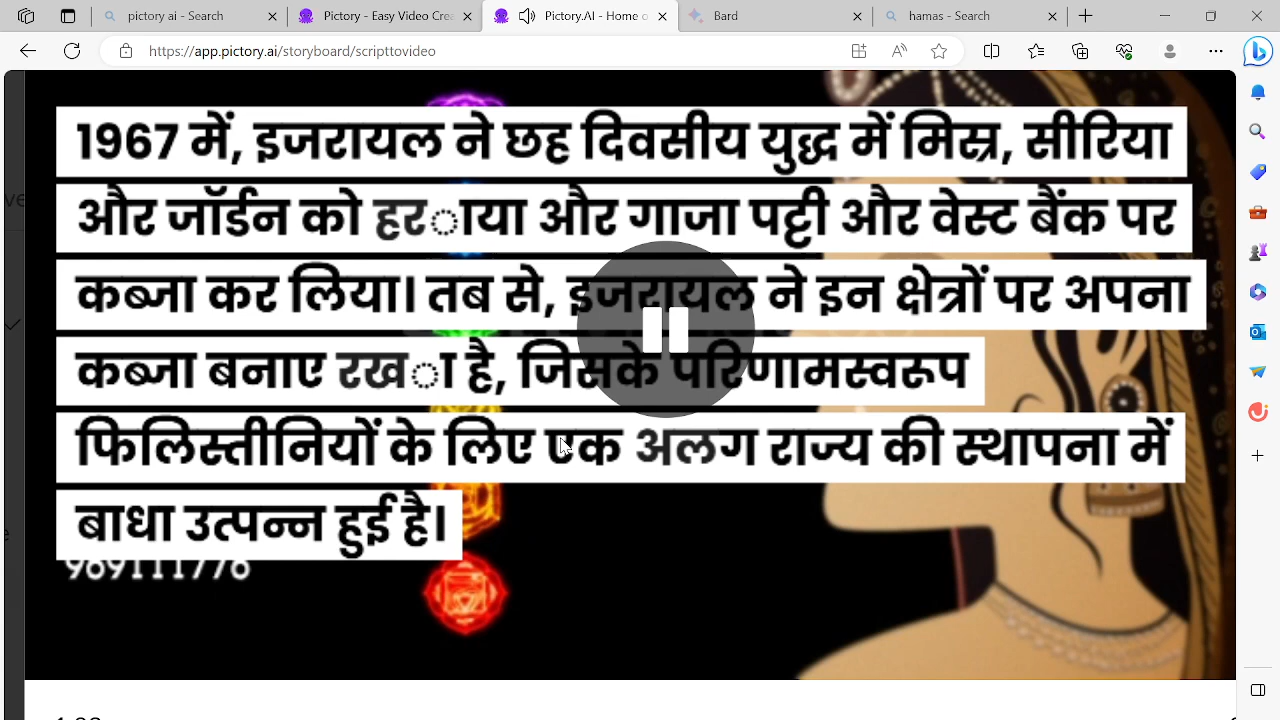 pictory ai - Search
Pictory - Easy Video Crea
Pictory.AI - Home o
Bard
hamas - Search
https://app.pictory.ai/storyboard/scripttovideo
1967 में, इजरायल ने छह दिवसीय युद्ध में मिस्र, सीरिया
और जॉर्डन को हर◌ाया और गाजा पट्टी और वेस्ट बैंक पर
कब्जा कर लिया। तब से, इजरायल ने इन क्षेत्रों पर अपना
कब्जा बनाए रख◌ा है, जिसके परिणामस्वरूप
फिलिस्तीनियों के लिए एक अलग राज्य की स्थापना में
बाधा उत्पन्न हुई है।